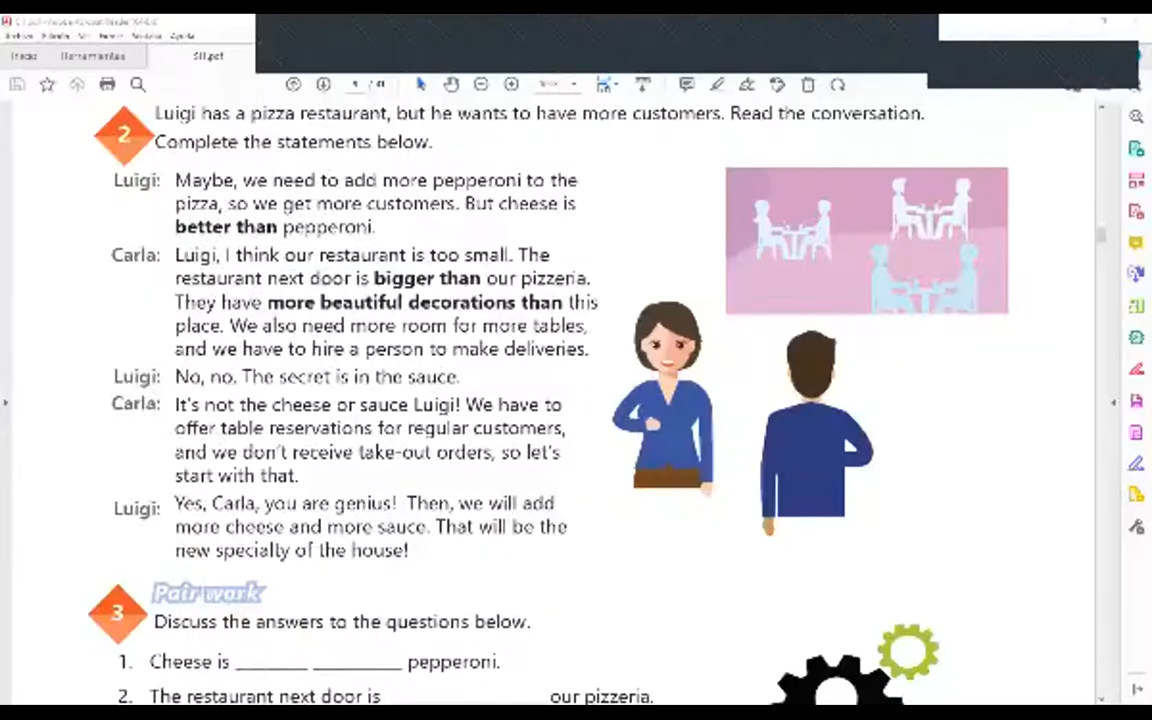 Inicio Herramientas SII.pdf
2
Luigi has a pizza restaurant, but he wants to have more customers. Read the conversation.
Complete the statements below.
Luigi: Maybe, we need to add more pepperoni to the
pizza, so we get more customers. But cheese is
better than pepperoni.
Carla: Luigi, I think our restaurant is too small. The
restaurant next door is bigger than our pizzeria.
They have more beautiful decorations than this
place. We also need more room for more tables,
and we have to hire a person to make deliveries.
Luigi: No, no. The secret is in the sauce.
Carla: It's not the cheese or sauce Luigi! We have to
offer table reservations for regular customers,
and we don't receive take-out orders, so let's
start with that.
Luigi: Yes, Carla, you are genius! Then, we will add
more cheese and more sauce. That will be the
new specialty of the house!
3
Pair work
Discuss the answers to the questions below.
1. Cheese is ________ __________ pepperoni.
2. The restaurant next door is our pizzeria.